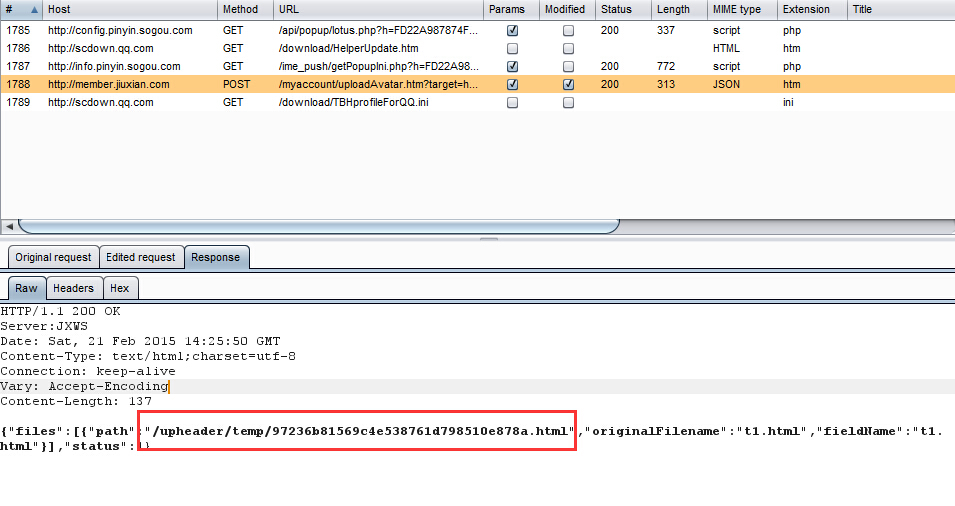 # Host Method URL Params Modified Status Length MIME type Extension Title
1785 http://config.pinyin.sogou.com GET /api/popup/lotus.php?h=FD22A987874F... 200 337 script php
1786 http://scdown.qq.com GET /download/HelperUpdate.htm HTML htm
1787 http://info.pinyin.sogou.com GET /ime_push/getPopupIni.php?h=FD22A98... 200 772 script php
1788 http://member.jiuxian.com POST /myaccount/uploadAvatar.htm?target=h... 200 313 JSON htm
1789 http://scdown.qq.com GET /download/TBHprofileForQQ.ini ini
Original request Edited request Response
Raw Headers Hex
HTTP/1.1 200 OK
Server:JXWS
Date: Sat, 21 Feb 2015 14:25:50 GMT
Content-Type: text/html;charset=utf-8
Connection: keep-alive
Vary: Accept-Encoding
Content-Length: 137
{"files":[{"path":"/upheader/temp/97236b81569c4e538761d798510e878a.html","originalFilename":"t1.html","fieldName":"t1.
html"}],"status":1}